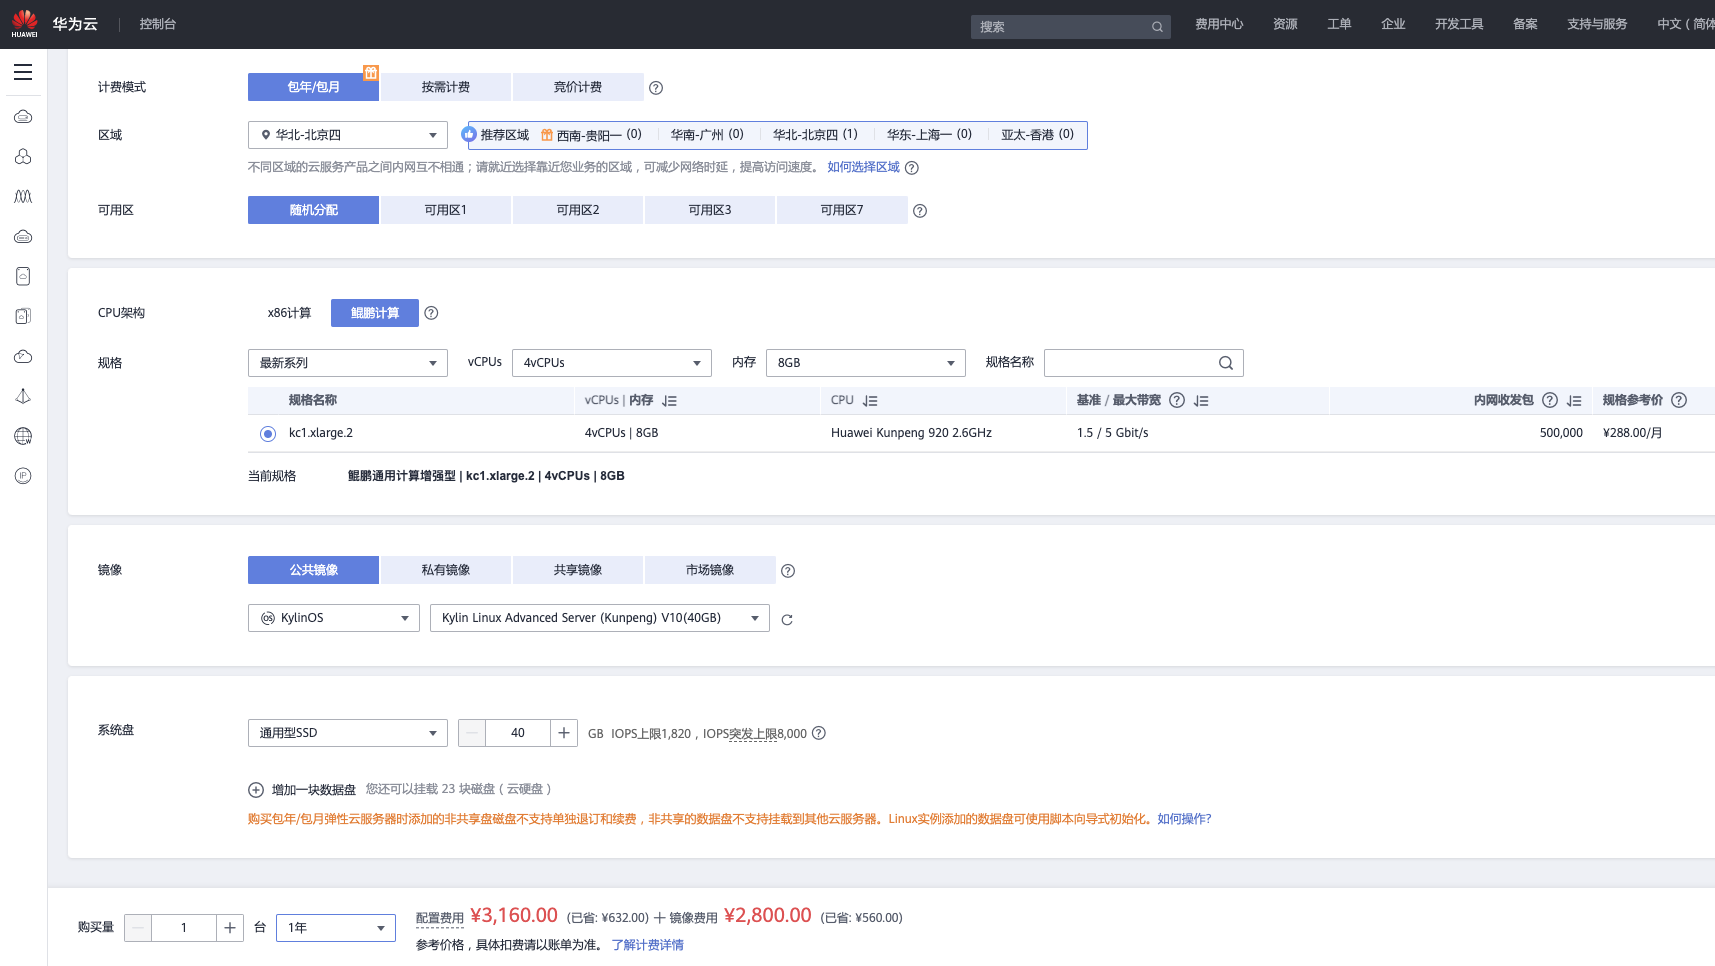 HUAWEI 华为云 控制台 搜索 费用中心 资源 工单 企业 开发工具 备案 支持与服务 中文（简体
计费模式 包年/包月 按需计费 竞价计费
区域 华北-北京四 推荐区域 西南-贵阳一 (0) 华南-广州 (0) 华北-北京四 (1) 华东-上海一 (0) 亚太-香港 (0)
不同区域的云服务产品之间内网互不相通；请就近选择靠近您业务的区域，可减少网络时延，提高访问速度。 如何选择区域
可用区 随机分配 可用区1 可用区2 可用区3 可用区7
CPU架构 x86计算 鲲鹏计算
规格 最新系列 vCPUs 4vCPUs 内存 8GB 规格名称
规格名称 vCPUs | 内存 CPU 基准 / 最大带宽 内网收发包 规格参考价
kc1.xlarge.2 4vCPUs | 8GB Huawei Kunpeng 920 2.6GHz 1.5 / 5 Gbit/s 500,000 ¥288.00/月
当前规格 鲲鹏通用计算增强型 | kc1.xlarge.2 | 4vCPUs | 8GB
镜像 公共镜像 私有镜像 共享镜像 市场镜像
KylinOS Kylin Linux Advanced Server (Kunpeng) V10(40GB)
系统盘 通用型SSD 40 GB IOPS上限1,820，IOPS突发上限8,000
增加一块数据盘 您还可以挂载 23 块磁盘（云硬盘）
购买包年/包月弹性云服务器时添加的非共享盘磁盘不支持单独退订和续费，非共享的数据盘不支持挂载到其他云服务器。Linux实例添加的数据盘可使用脚本向导式初始化。如何操作?
购买量 1 台 1年 配置费用 ¥3,160.00 (已省: ¥632.00) + 镜像费用 ¥2,800.00 (已省: ¥560.00)
参考价格，具体扣费请以账单为准。 了解计费详情